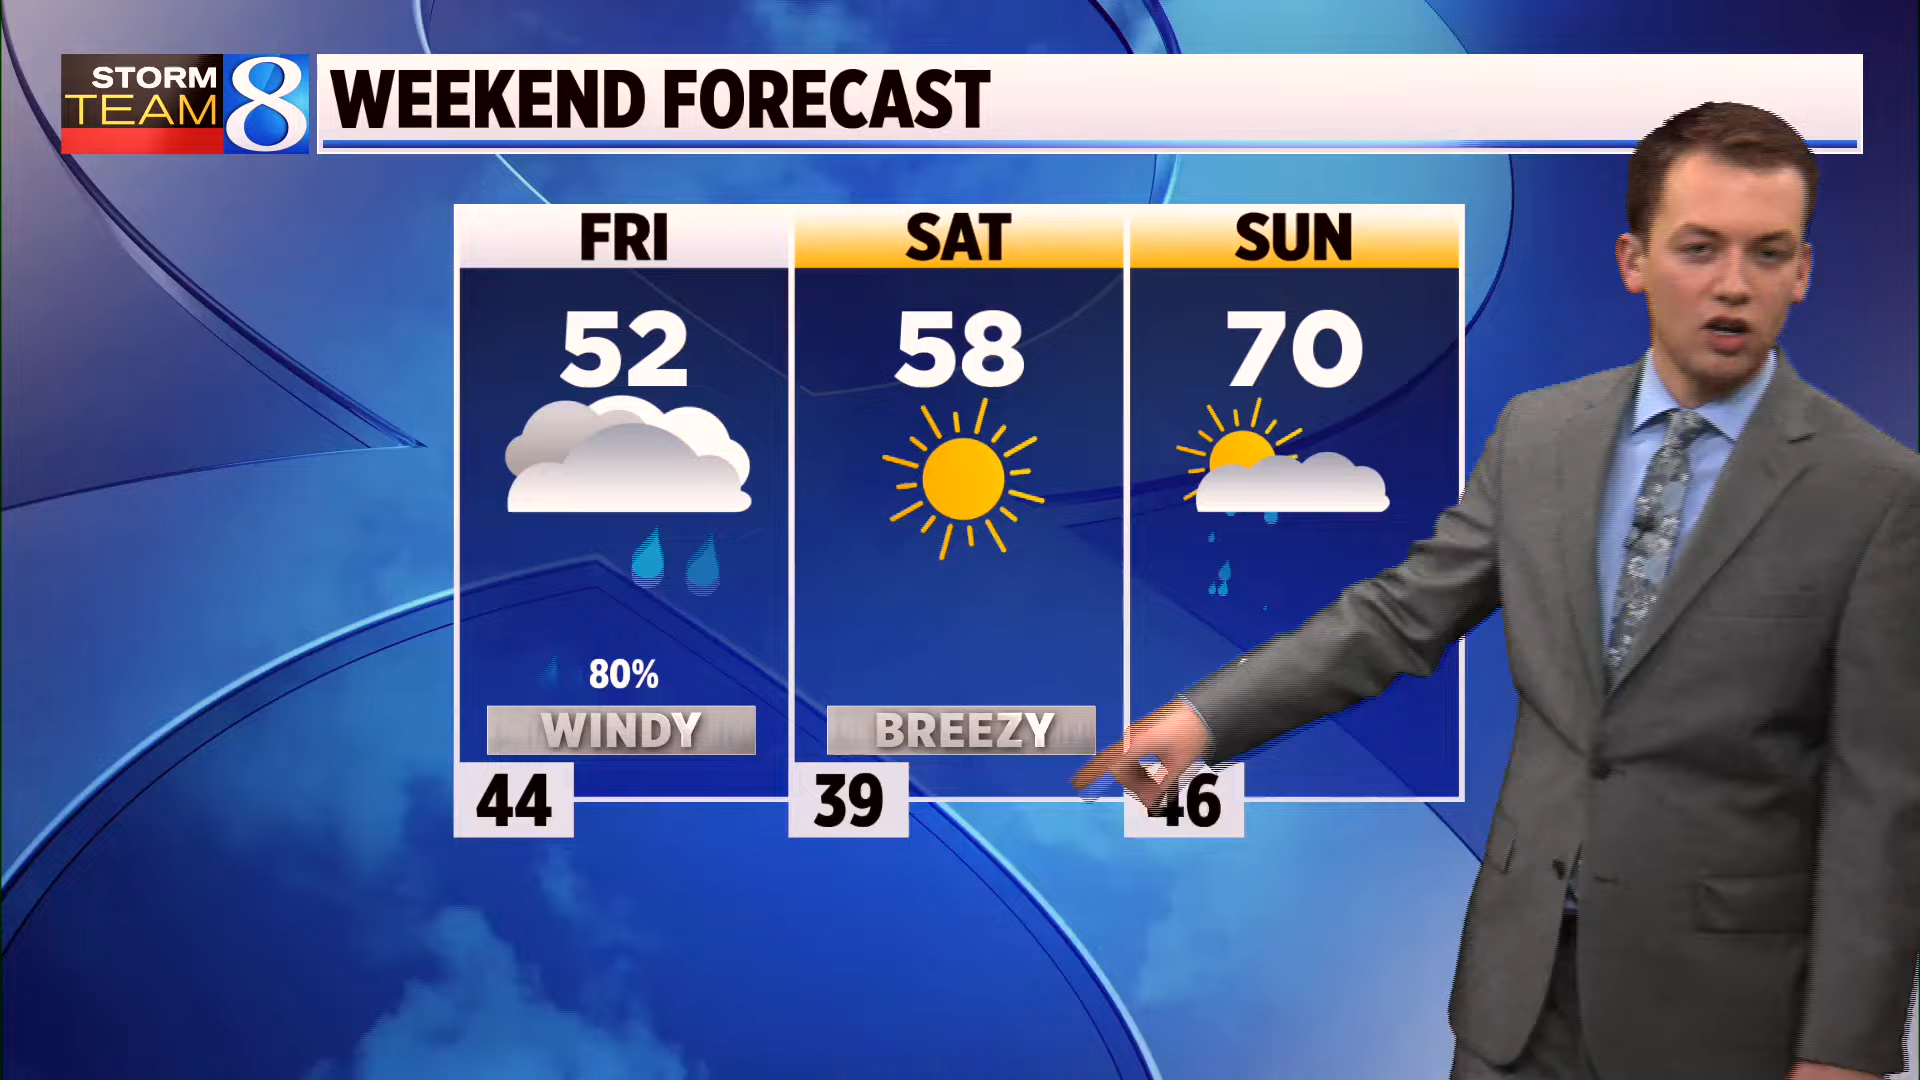 STORM
TEAM 8
WEEKEND FORECAST
FRI SAT SUN
52 58 70
80%
WINDY BREEZY
44 39 46